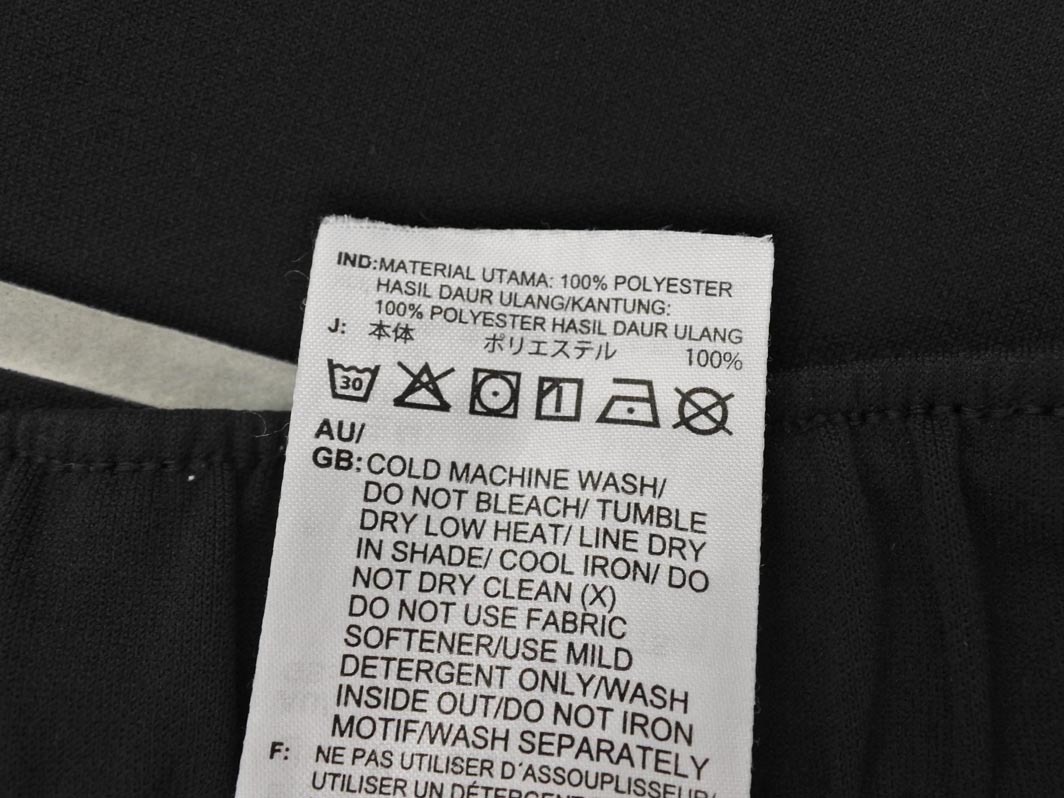 IND:MATERIAL UTAMA: 100% POLYESTER
HASIL DAUR ULANG/KANTUNG:
100% POLYESTER HASIL DAUR ULANG
J: 本体 ポリエステル 100%
30
AU/
GB:COLD MACHINE WASH/
DO NOT BLEACH/ TUMBLE
DRY LOW HEAT/ LINE DRY
IN SHADE/ COOL IRON/ DO
NOT DRY CLEAN (X)
DO NOT USE FABRIC
SOFTENER/USE MILD
DETERGENT ONLY/WASH
INSIDE OUT/DO NOT IRON
MOTIF/WASH SEPARATELY
F: NE PAS UTILISER D'ASSOUPLISSEUR/
UTILISER UN DÉTERGENT